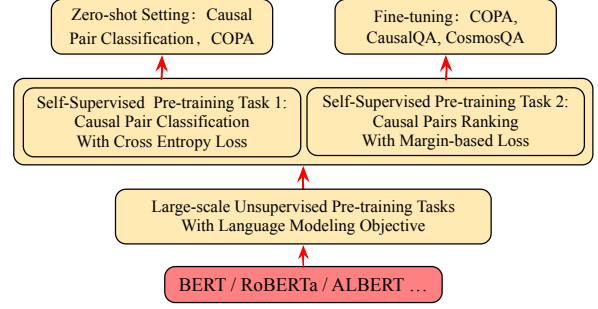 Zero-shot Setting: Causal
Pair Classification, COPA
Fine-tuning: COPA,
CausalQA, CosmosQA
Self-Supervised Pre-training Task 1:
Causal Pair Classification
With Cross Entropy Loss
Self-Supervised Pre-training Task 2:
Causal Pairs Ranking
With Margin-based Loss
Large-scale Unsupervised Pre-training Tasks
With Language Modeling Objective
BERT / RoBERTa / ALBERT …